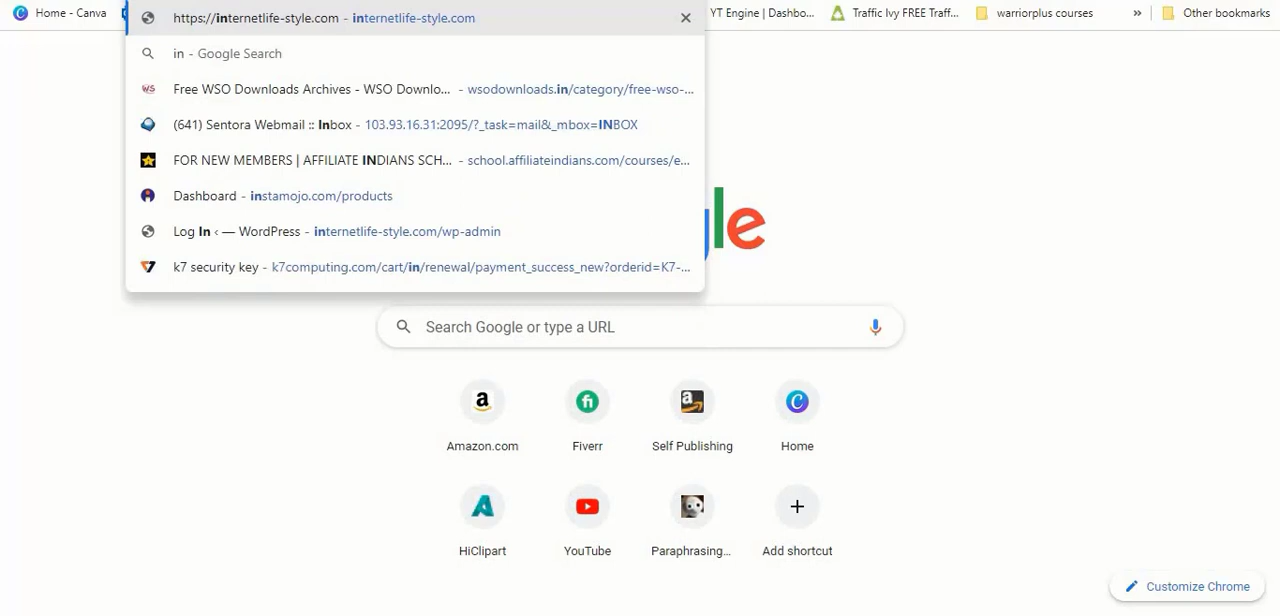 Home - Canva
https://internetlife-style.com - internetlife-style.com
YT Engine | Dashbo...
Traffic Ivy FREE Traff...
warriorplus courses
»
Other bookmarks
in - Google Search
WS Free WSO Downloads Archives - WSO Downlo... - wsodownloads.in/category/free-wso-...
(641) Sentora Webmail :: Inbox - 103.93.16.31:2095/?_task=mail&_mbox=INBOX
FOR NEW MEMBERS | AFFILIATE INDIANS SCH... - school.affiliateindians.com/courses/e...
Dashboard - instamojo.com/products
Log In ‹ — WordPress - internetlife-style.com/wp-admin
k7 security key - k7computing.com/cart/in/renewal/payment_success_new?orderid=K7-...
le
Search Google or type a URL
Amazon.com
Fiverr
Self Publishing
Home
HiClipart
YouTube
Paraphrasing...
Add shortcut
Customize Chrome